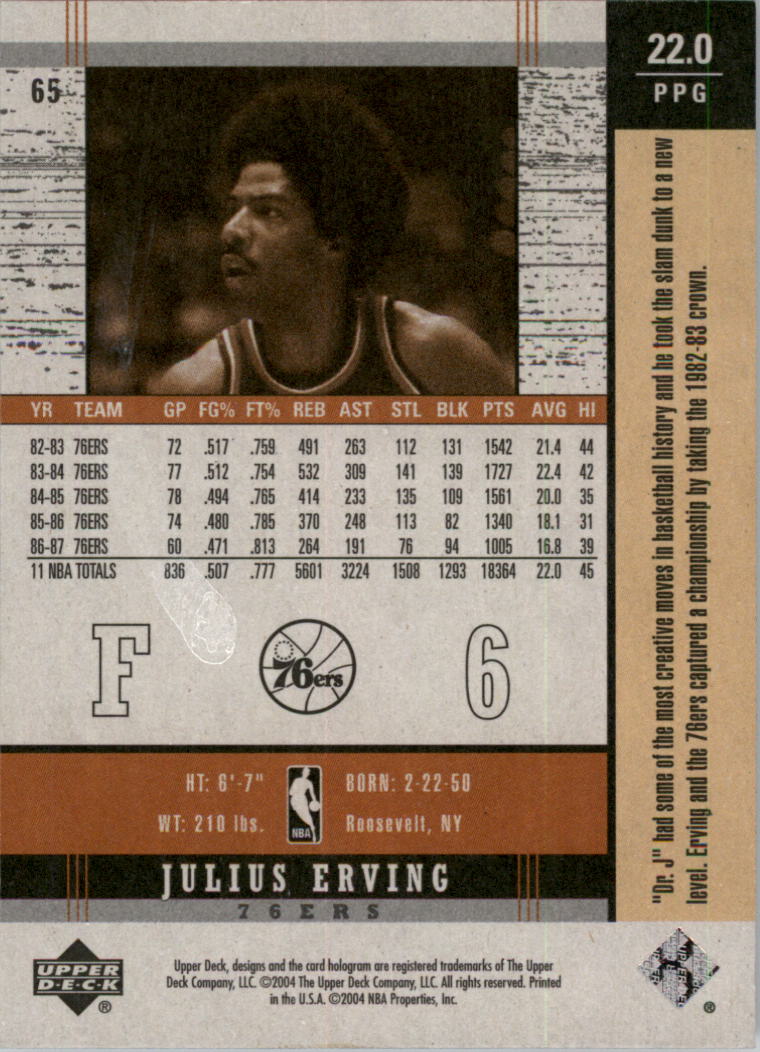 65
22.0
PPG
YR TEAM GP FG% FT% REB AST STL BLK PTS AVG HI
82-83 76ERS 72 .517 .759 491 263 112 131 1542 21.4 44
83-84 76ERS 77 .512 .754 532 309 141 139 1727 22.4 42
84-85 76ERS 78 .494 .765 414 233 135 109 1561 20.0 35
85-86 76ERS 74 .480 .785 370 248 113 82 1340 18.1 31
86-87 76ERS 60 .471 .813 264 191 76 94 1005 16.8 39
11 NBA TOTALS 836 .507 .777 5601 3224 1508 1293 18364 22.0 45
F 76ers 6
HT: 6'-7" BORN: 2-22-50
WT: 210 lbs. Roosevelt, NY
NBA
JULIUS ERVING
76ERS
"Dr. J" had some of the most creative moves in basketball history and he took the slam dunk to a new
level. Erving and the 76ers captured a championship by taking the 1982-83 crown.
UPPER
DECK ®
Upper Deck, designs and the card hologram are registered trademarks of The Upper
Deck Company, LLC. ©2004 The Upper Deck Company, LLC. All rights reserved. Printed
in the U.S.A. ©2004 NBA Properties, Inc.
®